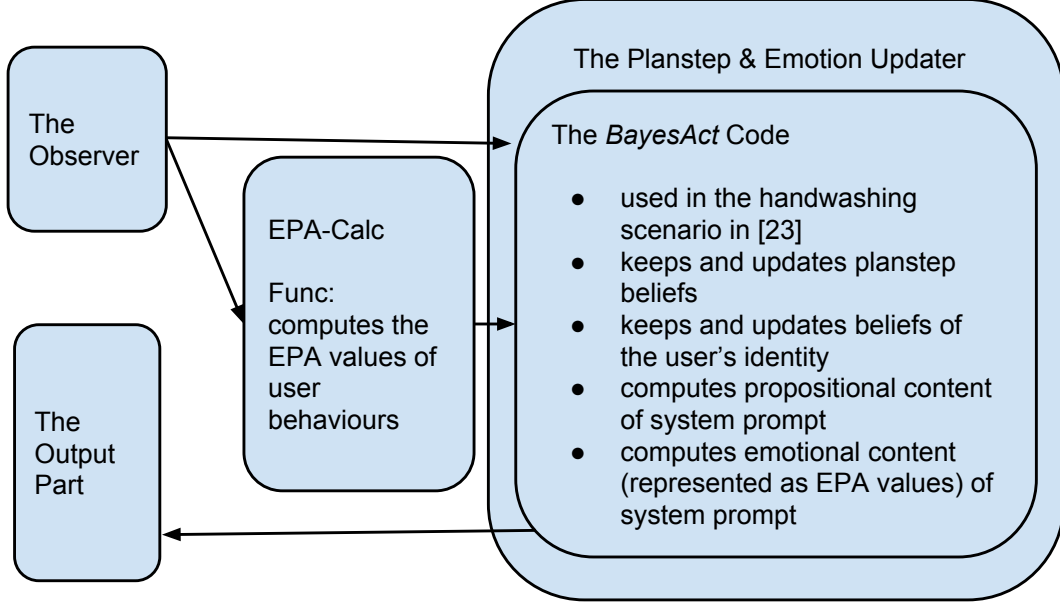 The
Observer
EPA-Calc
Func:
computes the
EPA values of
user
behaviours
The
Output
Part
The Planstep & Emotion Updater
The BayesAct Code
● used in the handwashing
scenario in [23]
● keeps and updates planstep
beliefs
● keeps and updates beliefs of
the user’s identity
● computes propositional content
of system prompt
● computes emotional content
(represented as EPA values) of
system prompt